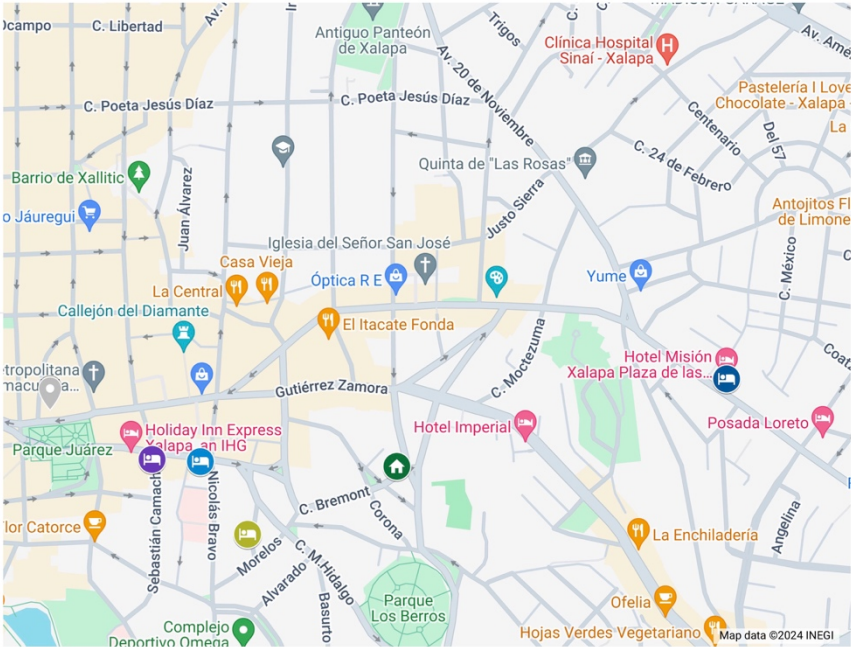 Ocampo
C. Libertad
Av.
Antiguo Panteón
de Xalapa
Trigos
C.
Av. 20 de Noviembre
Clínica Hospital
Sinaí - Xalapa
Av. Amé
C. Poeta Jesús Díaz
C. Poeta Jesús Díaz
Pastelería I Love
Chocolate - Xalapa -
La
Centenario
Del 57
C. 24 de Febrero
Quinta de "Las Rosas"
Barrio de Xallitic
Juan Álvarez
o Jáuregui
Justo Sierra
Antojitos Fl
de Limone
C. México
Iglesia del Señor San José
Casa Vieja
La Central
Óptica R E
Yume
Callejón del Diamante
El Itacate Fonda
C. Moctezuma
Hotel Misión
Xalapa Plaza de las...
Coatz
etropolitana
macu a...
Gutiérrez Zamora
Hotel Imperial
Posada Loreto
Holiday Inn Express
Xalapa, an IHG
Parque Juárez
Sebastián Camach
Nicolás Bravo
C. Bremont
Corona
Flor Catorce
Morelos
C. M.Hidalgo
Alvarado
Basurto
Angelina
La Enchiladería
Parque
Los Berros
Ofelia
Complejo
Deportivo Omega
Hojas Verdes Vegetariano
Map data ©2024 INEGI